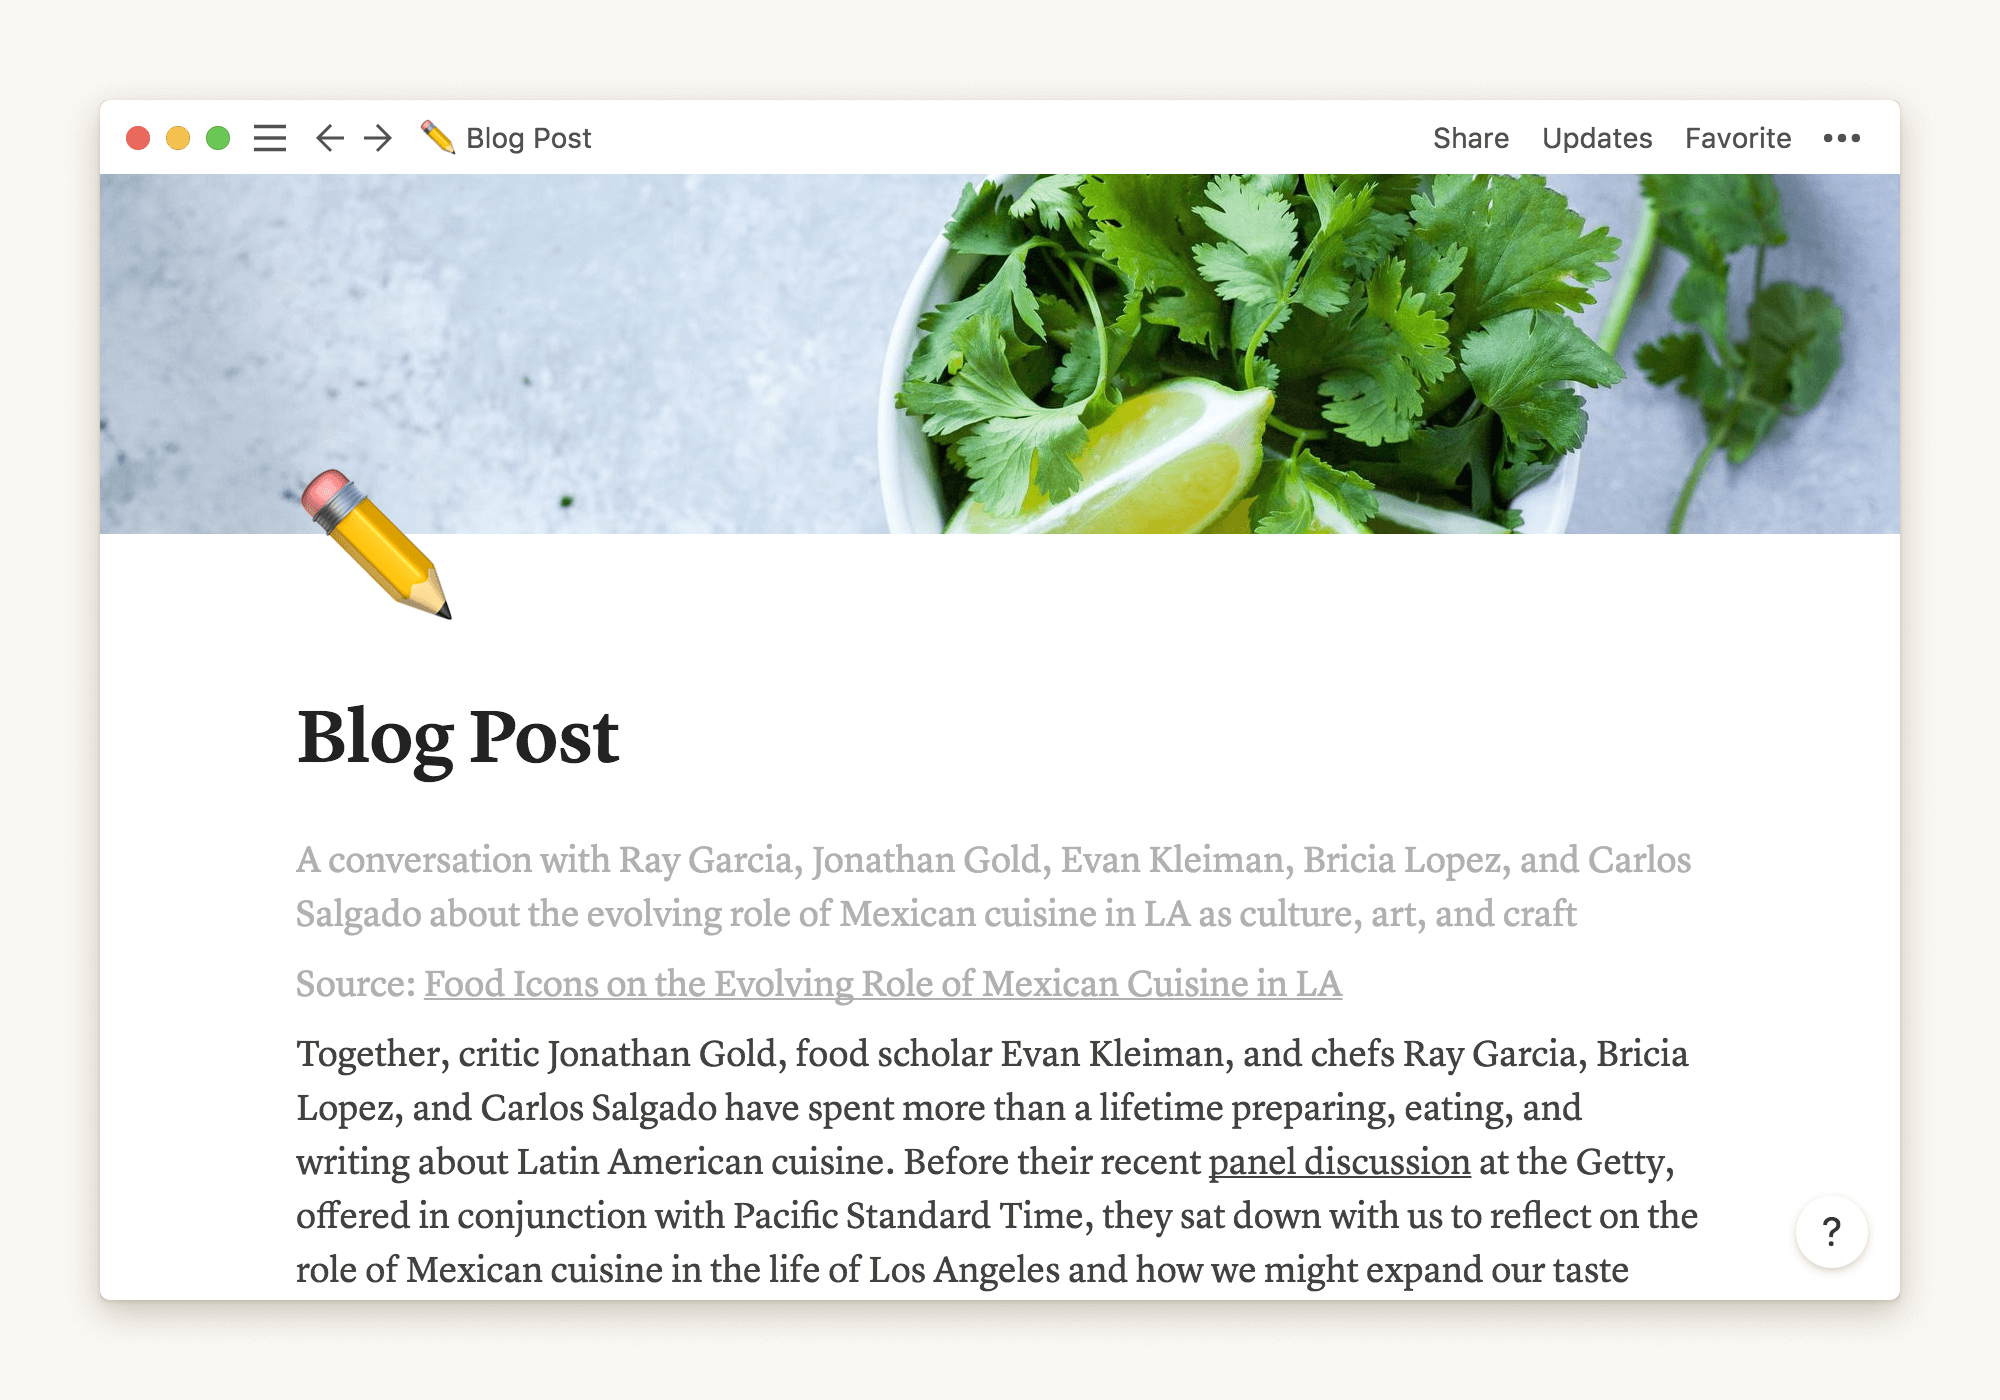 Blog Post
Share Updates Favorite
Blog Post
A conversation with Ray Garcia, Jonathan Gold, Evan Kleiman, Bricia Lopez, and Carlos
Salgado about the evolving role of Mexican cuisine in LA as culture, art, and craft
Source: Food Icons on the Evolving Role of Mexican Cuisine in LA
Together, critic Jonathan Gold, food scholar Evan Kleiman, and chefs Ray Garcia, Bricia
Lopez, and Carlos Salgado have spent more than a lifetime preparing, eating, and
writing about Latin American cuisine. Before their recent panel discussion at the Getty,
offered in conjunction with Pacific Standard Time, they sat down with us to reflect on the
role of Mexican cuisine in the life of Los Angeles and how we might expand our taste
?